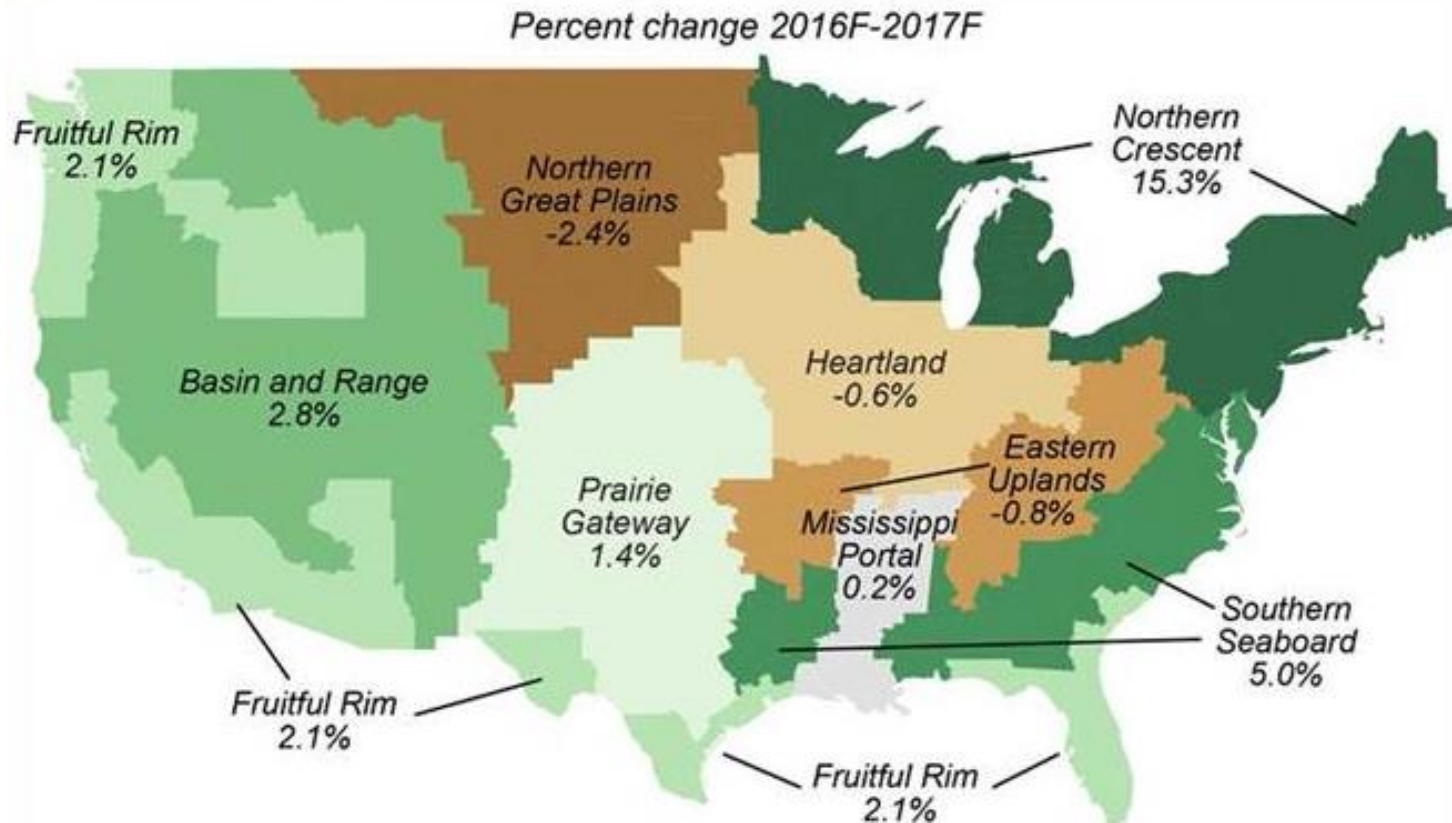 Percent change 2016F-2017F
Fruitful Rim
2.1%
Northern
Great Plains
-2.4%
Northern
Crescent
15.3%
Basin and Range
2.8%
Heartland
-0.6%
Eastern
Uplands
-0.8%
Prairie
Gateway
1.4%
Mississippi
Portal
0.2%
Southern
Seaboard
5.0%
Fruitful Rim
2.1%
Fruitful Rim
2.1%